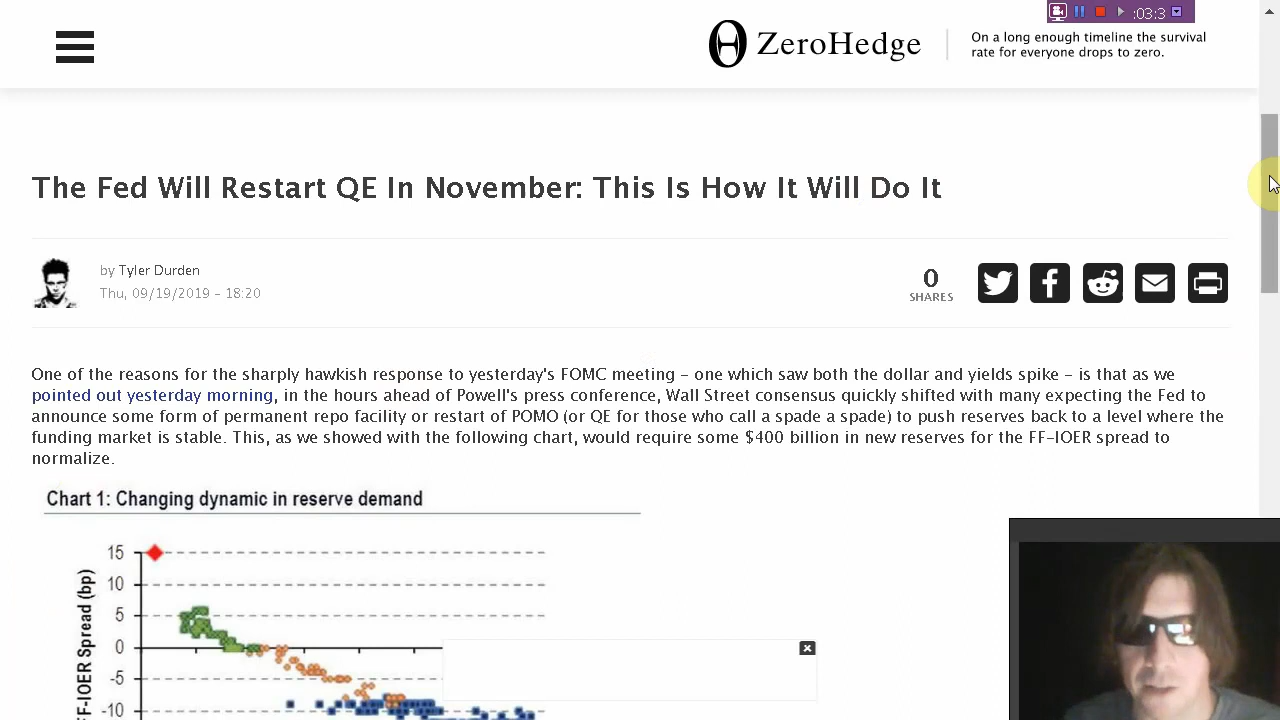 :03:3
ZeroHedge
On a long enough timeline the survival
rate for everyone drops to zero.
The Fed Will Restart QE In November: This Is How It Will Do It
by Tyler Durden
Thu, 09/19/2019 - 18:20
0
SHARES
One of the reasons for the sharply hawkish response to yesterday's FOMC meeting - one which saw both the dollar and yields spike - is that as we
pointed out yesterday morning, in the hours ahead of Powell's press conference, Wall Street consensus quickly shifted with many expecting the Fed to
announce some form of permanent repo facility or restart of POMO (or QE for those who call a spade a spade) to push reserves back to a level where the
funding market is stable. This, as we showed with the following chart, would require some $400 billion in new reserves for the FF-IOER spread to
normalize.
Chart 1: Changing dynamic in reserve demand
15
10
5
0
-5
-10
FF-IOER Spread (bp)